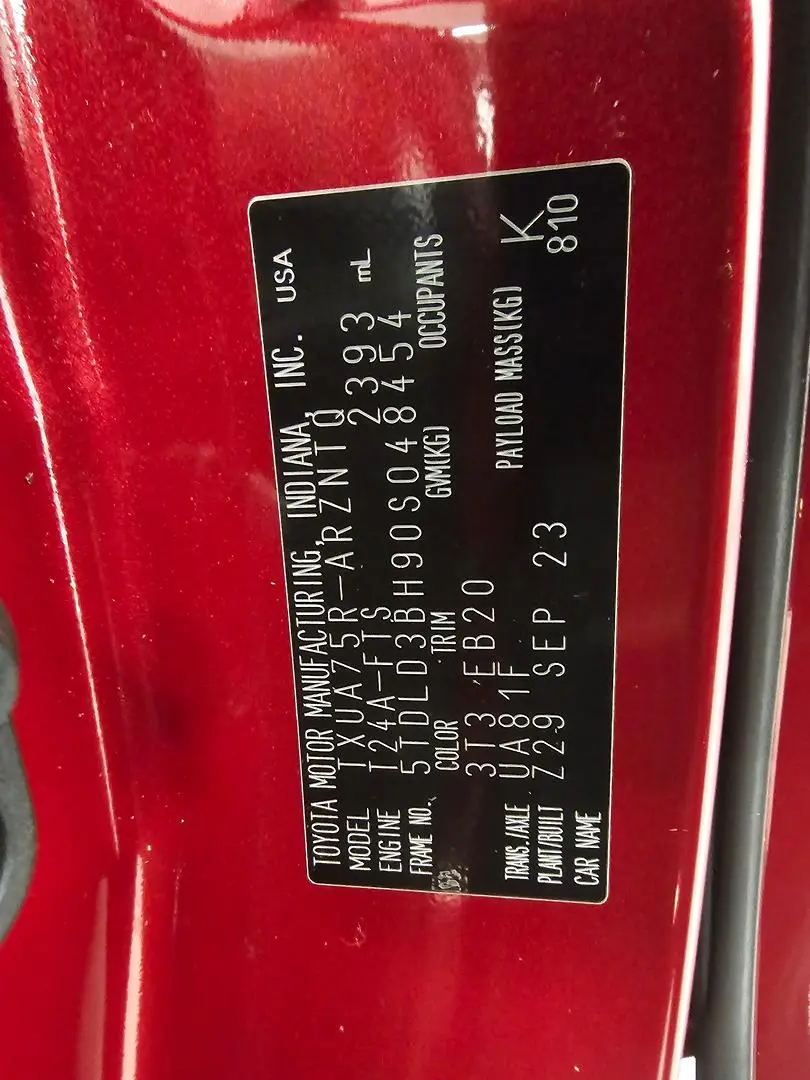 TOYOTA MOTOR MANUFACTURING, INDIANA, INC. USA
MODEL TXUA75R-ARZNTQ
ENGINE T24A-FTS 2393 mL
FRAME NO. 5TDLD3BH90S048454
COLOR TRIM GVM(KG) OCCUPANTS
3T3 EB20
TRANS./AXLE UA81F PAYLOAD MASS(KG)
PLANT/BUILT Z29 SEP 23 K
CAR NAME 810